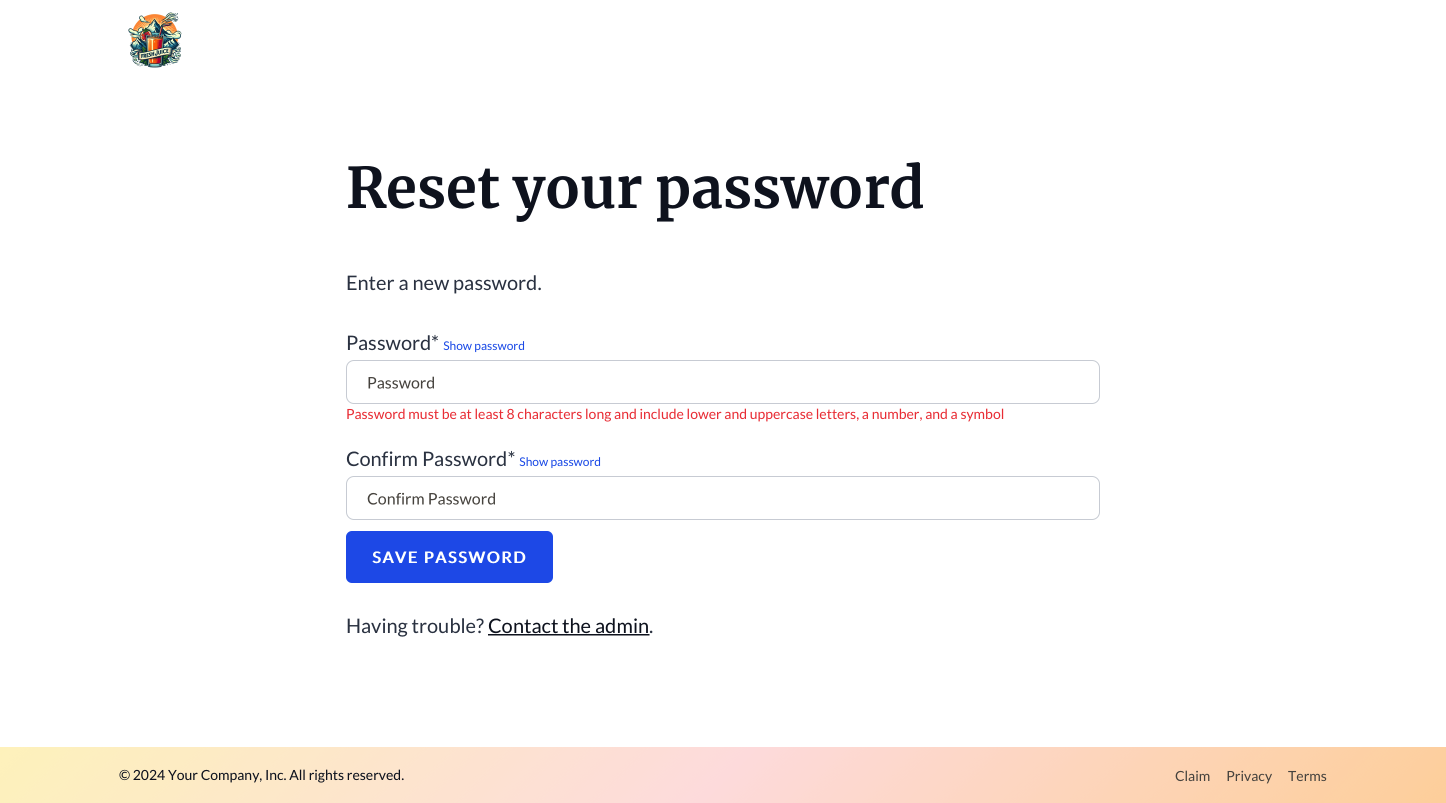 FRESH JUICE
Reset your password
Enter a new password.
Password* Show password
Password
Password must be at least 8 characters long and include lower and uppercase letters, a number, and a symbol
Confirm Password* Show password
Confirm Password
SAVE PASSWORD
Having trouble? Contact the admin.
© 2024 Your Company, Inc. All rights reserved.
Claim Privacy Terms